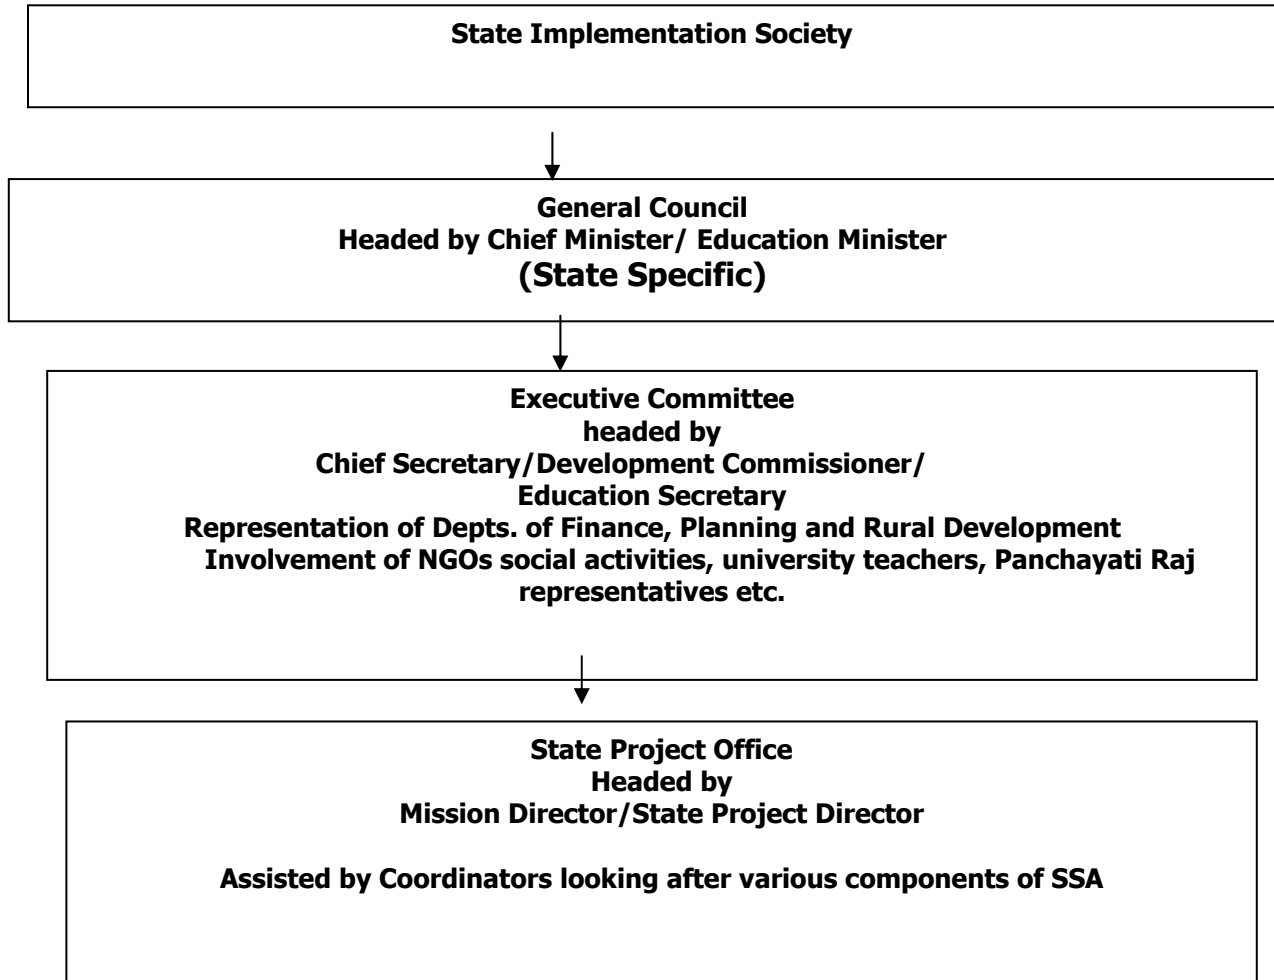 State Implementation Society
General Council
Headed by Chief Minister/ Education Minister
(State Specific)
Executive Committee
headed by
Chief Secretary/Development Commissioner/
Education Secretary
Representation of Depts. of Finance, Planning and Rural Development
Involvement of NGOs social activities, university teachers, Panchayati Raj
representatives etc.
State Project Office
Headed by
Mission Director/State Project Director
Assisted by Coordinators looking after various components of SSA